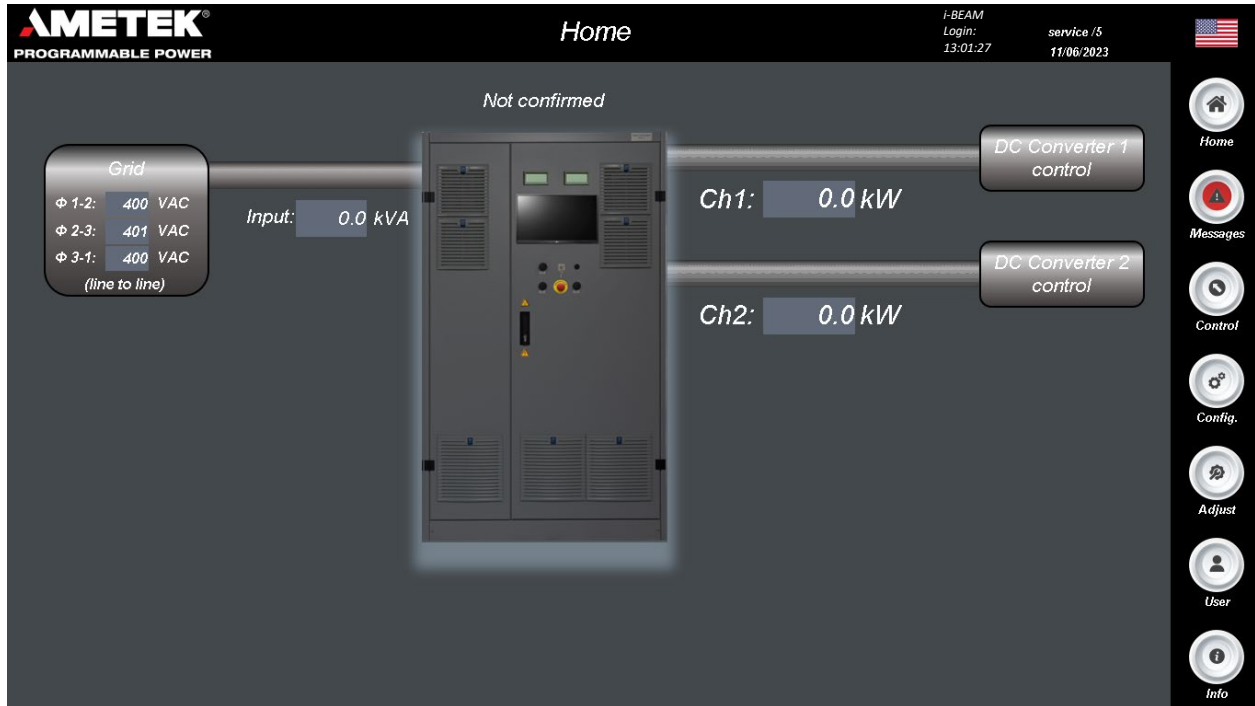 AMETEK®
PROGRAMMABLE POWER
Home
i-BEAM
Login:
13:01:27
service /5
11/06/2023
Not confirmed
Grid
Φ 1-2: 400 VAC
Φ 2-3: 401 VAC
Φ 3-1: 400 VAC
(line to line)
Input: 0.0 kVA
DC Converter 1
control
Ch1: 0.0 kW
DC Converter 2
control
Ch2: 0.0 kW
Home
Messages
Control
Config.
Adjust
User
Info